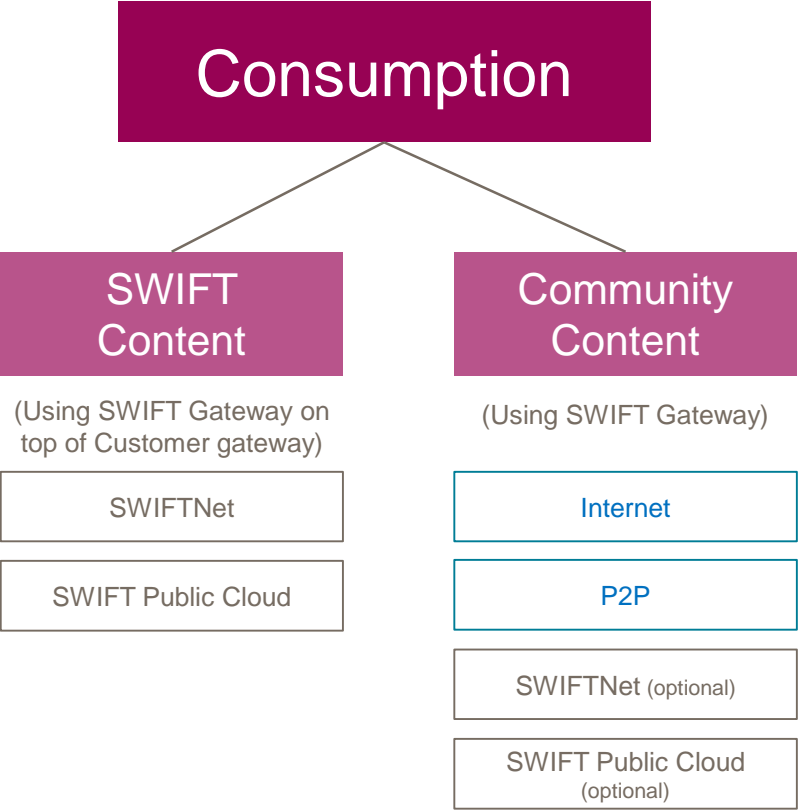 Consumption
SWIFT
Content
(Using SWIFT Gateway on
top of Customer gateway)
SWIFTNet
SWIFT Public Cloud
Community
Content
(Using SWIFT Gateway)
Internet
P2P
SWIFTNet (optional)
SWIFT Public Cloud
(optional)